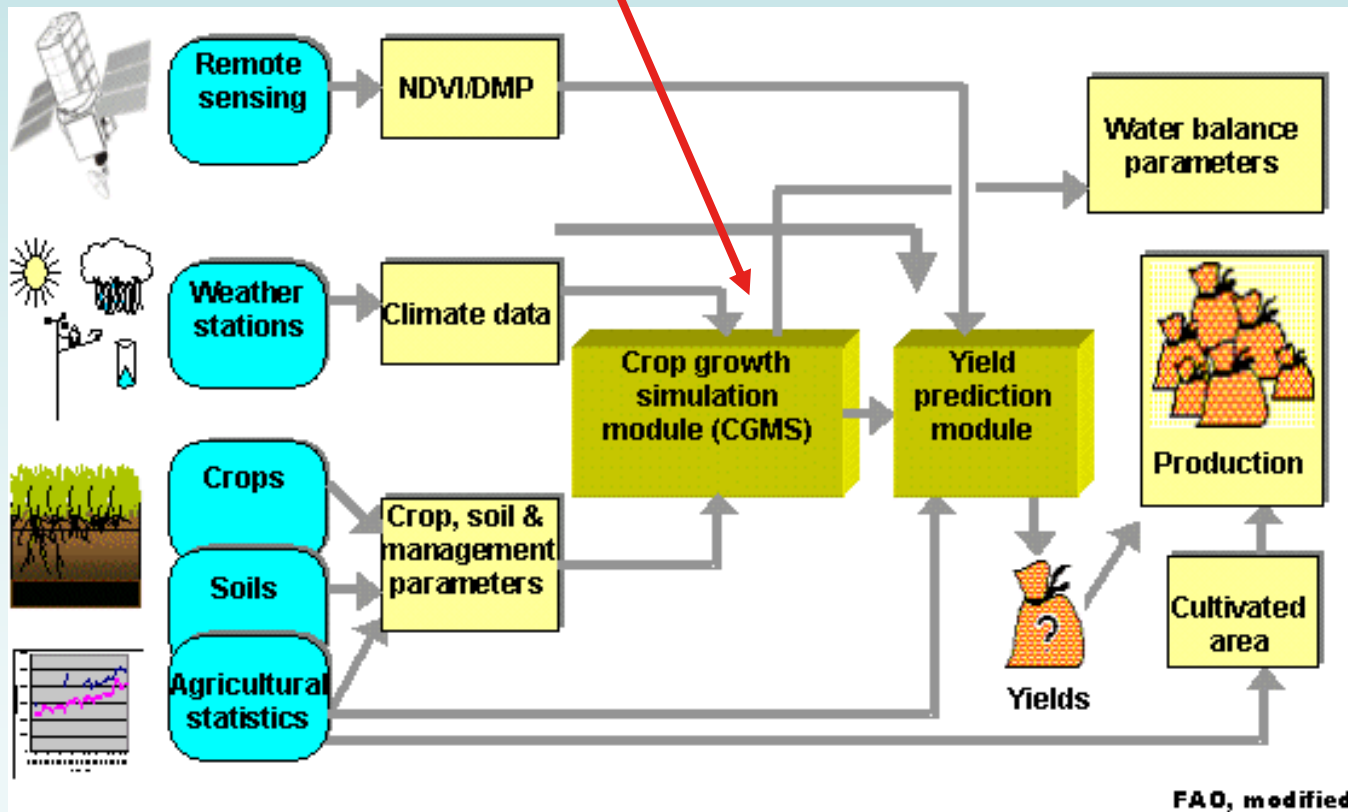 Remote
sensing
NDVI/DMP
Water balance
parameters
Weather
stations
Climate data
Crop growth
simulation
module (CGMS)
Yield
prediction
module
Production
Crops
Crop, soil &
management
parameters
Soils
Cultivated
area
?
Yields
Agricultural
statistics
FAO, modified